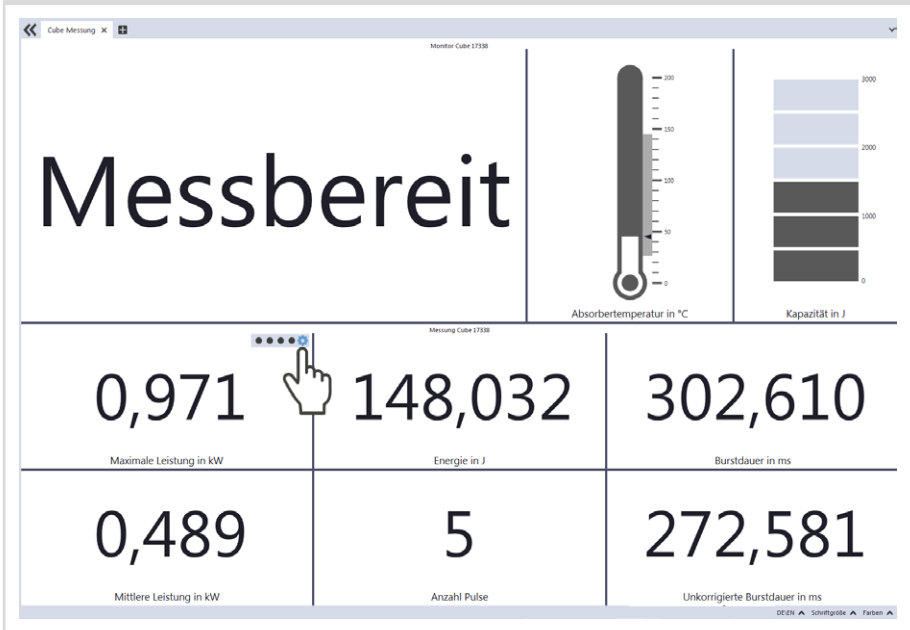 Cube Messung
Monitor Cube 17338
Messbereit
200
150
100
50
0
Absorbertemperatur in °C
3000
2000
1000
0
Kapazität in J
Messung Cube 17338
0,971
Maximale Leistung in kW
148,032
Energie in J
302,610
Burstdauer in ms
0,489
Mittlere Leistung in kW
5
Anzahl Pulse
272,581
Unkorrigierte Burstdauer in ms
DE\EN Schriftgröße Farben